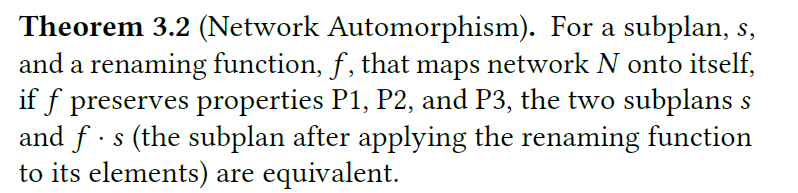 Theorem 3.2 (Network Automorphism). For a subplan, s,
and a renaming function, f, that maps network N onto itself,
if f preserves properties P1, P2, and P3, the two subplans s
and f · s (the subplan after applying the renaming function
to its elements) are equivalent.